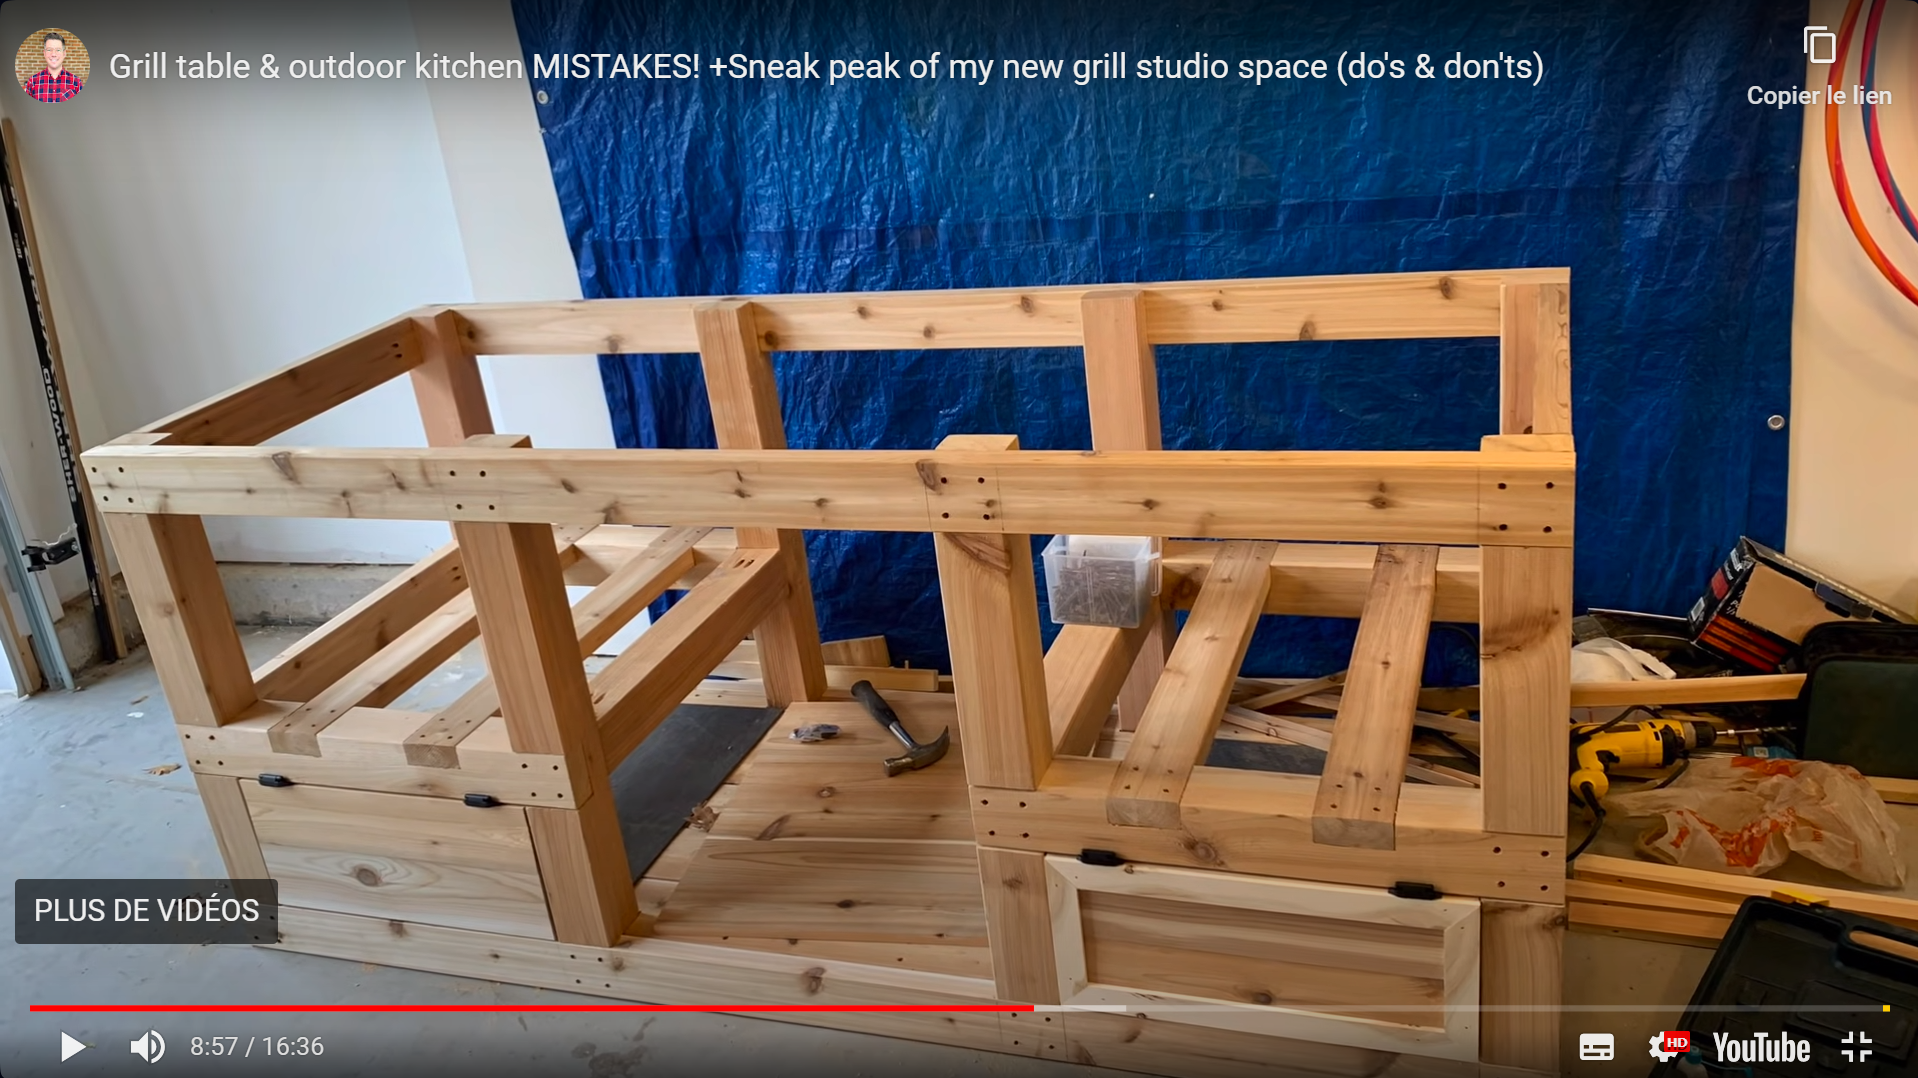 Grill table & outdoor kitchen MISTAKES! +Sneak peak of my new grill studio space (do's & don'ts)
Copier le lien
PLUS DE VIDÉOS
8:57 / 16:36
HD
YouTube